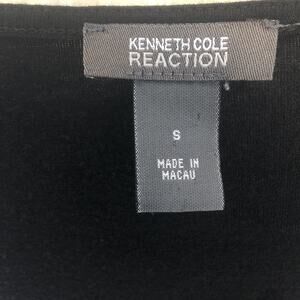 KENNETH COLE
REACTION
S
MADE IN
MACAU